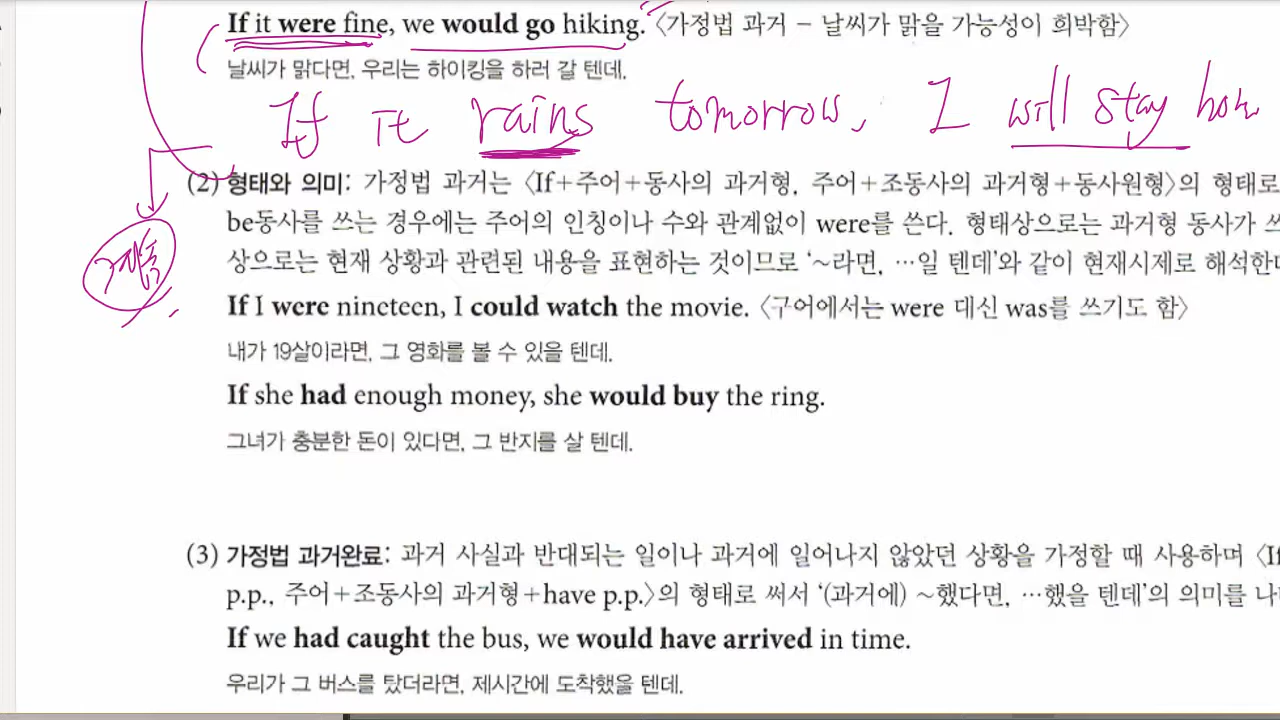 If it were fine, we would go hiking. 〈가정법 과거 – 날씨가 맑을 가능성이 희박함〉
날씨가 맑다면, 우리는 하이킹을 하러 갈 텐데.
If it rains tomorrow, I will stay hom
(2) 형태와 의미: 가정법 과거는 〈If+주어+동사의 과거형, 주어+조동사의 과거형+동사원형〉의 형태로
be동사를 쓰는 경우에는 주어의 인칭이나 수와 관계없이 were를 쓴다. 형태상으로는 과거형 동사가 쓰
상으로는 현재 상황과 관련된 내용을 표현하는 것이므로 ‘~라면, …일 텐데’와 같이 현재시제로 해석한다
If I were nineteen, I could watch the movie. 〈구어에서는 were 대신 was를 쓰기도 함〉
내가 19살이라면, 그 영화를 볼 수 있을 텐데.
If she had enough money, she would buy the ring.
그녀가 충분한 돈이 있다면, 그 반지를 살 텐데.
(3) 가정법 과거완료: 과거 사실과 반대되는 일이나 과거에 일어나지 않았던 상황을 가정할 때 사용하며 〈If
p.p., 주어+조동사의 과거형+have p.p.〉의 형태로 써서 ‘(과거에) ~했다면, …했을 텐데’의 의미를 나
If we had caught the bus, we would have arrived in time.
우리가 그 버스를 탔더라면, 제시간에 도착했을 텐데.